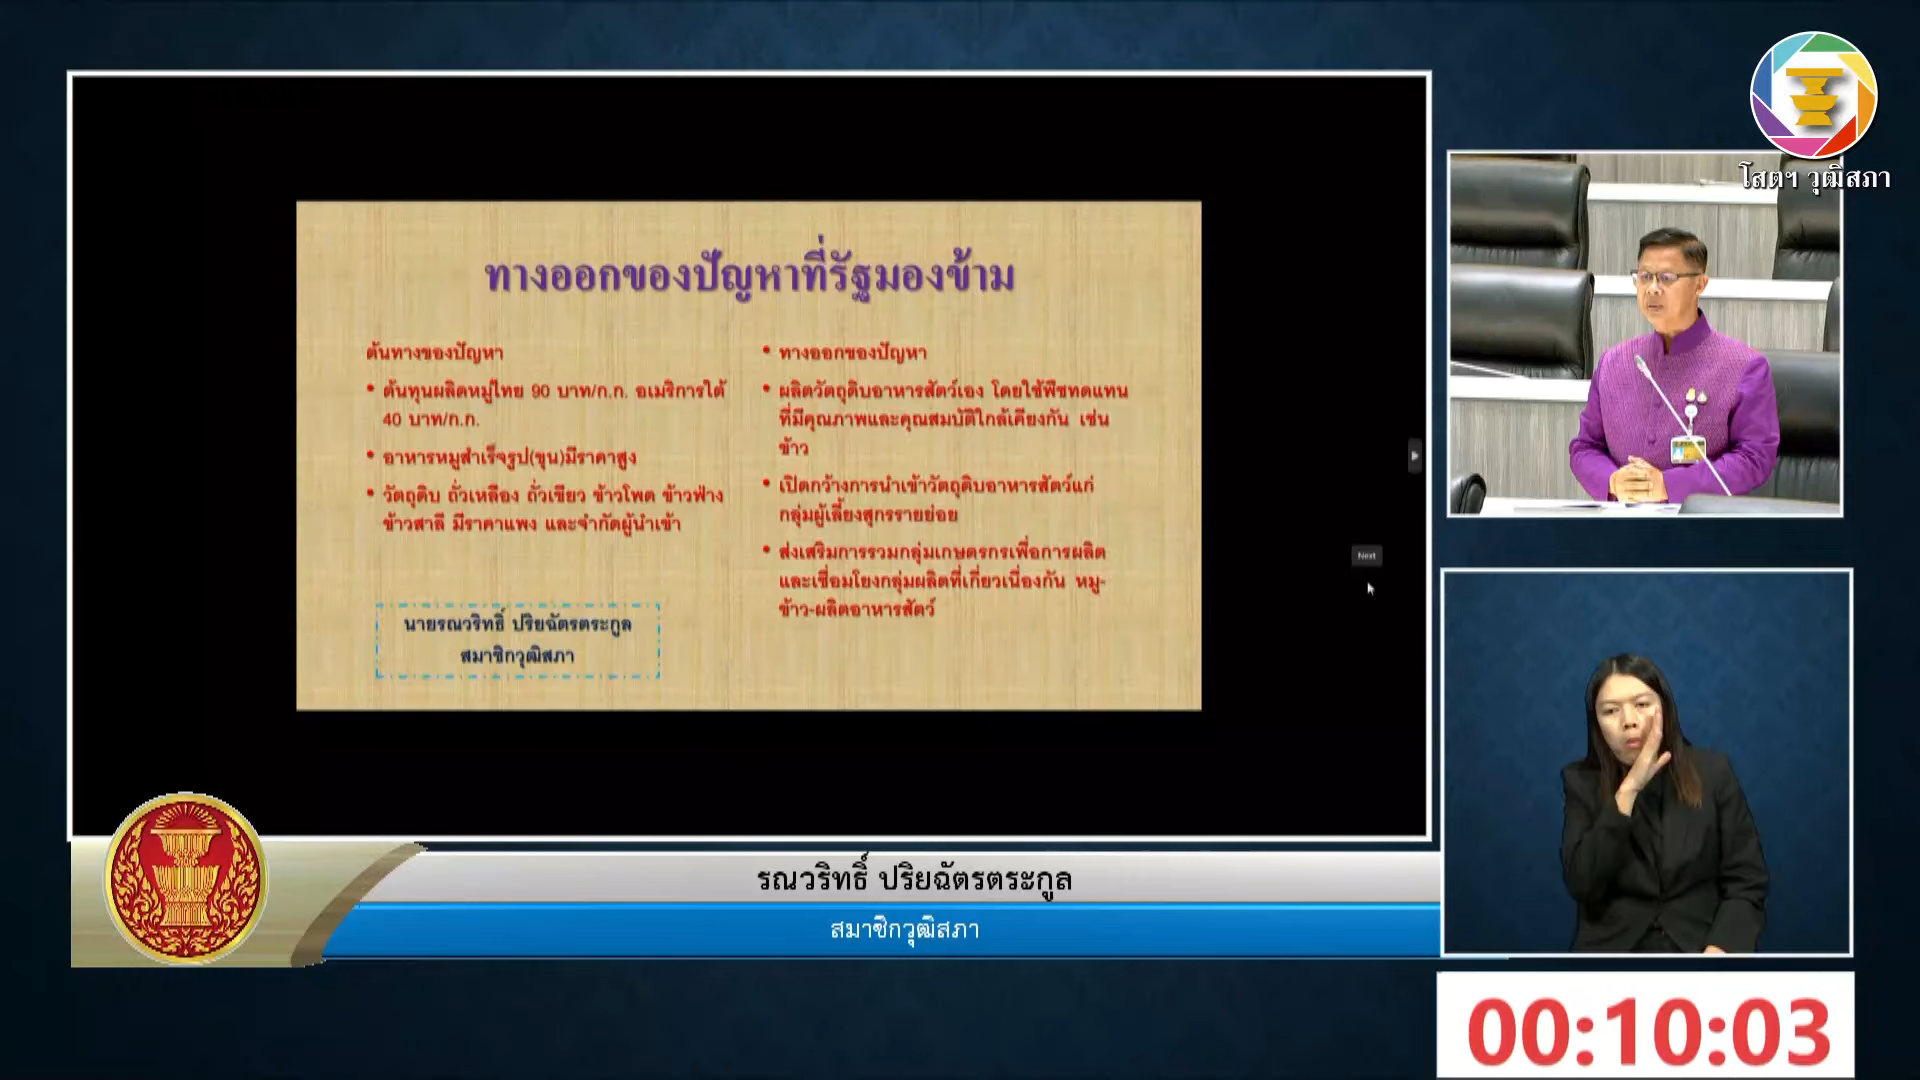 โสตฯ วุฒิสภา
ทางออกของปัญหาที่รัฐมองข้าม
ต้นทางของปัญหา
• ต้นทุนผลิตหมูไทย 90 บาท/ก.ก. อเมริการใต้
40 บาท/ก.ก.
• อาหารหมูสำเร็จรูป(ขุน)มีราคาสูง
• วัตถุดิบ ถั่วเหลือง ถั่วเขียว ข้าวโพด ข้าวฟ่าง
ข้าวสาลี มีราคาแพง และจำกัดผู้นำเข้า
• ทางออกของปัญหา
• ผลิตวัตถุดิบอาหารสัตว์เอง โดยใช้พืชทดแทน
ที่มีคุณภาพและคุณสมบัติใกล้เคียงกัน เช่น
ข้าว
• เปิดกว้างการนำเข้าวัตถุดิบอาหารสัตว์แก่
กลุ่มผู้เลี้ยงสุกรรายย่อย
• ส่งเสริมการรวมกลุ่มเกษตรกรเพื่อการผลิต
และเชื่อมโยงกลุ่มผลิตที่เกี่ยวเนื่องกัน หมู-
ข้าว-ผลิตอาหารสัตว์
นายรณวริทธิ์ ปริยฉัตรตระกูล
สมาชิกวุฒิสภา
Next
รณวริทธิ์ ปริยฉัตรตระกูล
สมาชิกวุฒิสภา
00:10:03